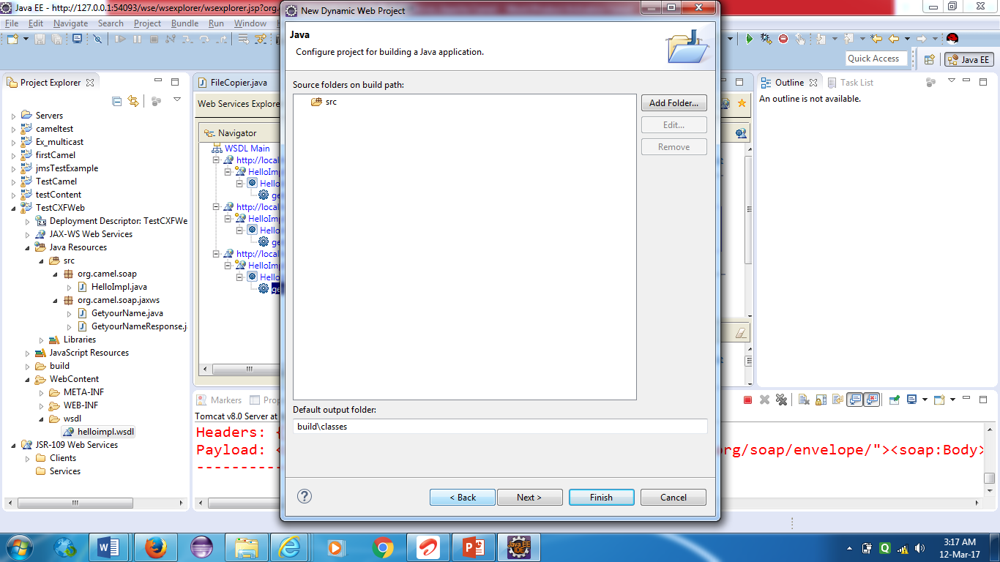 Java EE - http://127.0.0.1:54093/wse/wsexplorer/wsexplorer.jsp?org.
File Edit Navigate Search Project Bundle Run Window
Quick Access
Java EE
Project Explorer
Servers
cameltest
Ex_multicast
firstCamel
jmsTestExample
TestCamel
testContent
TestCXFWeb
Deployment Descriptor: TestCXFWe
JAX-WS Web Services
Java Resources
src
org.camel.soap
HelloImpl.java
org.camel.soap.jaxws
GetyourName.java
GetyourNameResponse.j
Libraries
JavaScript Resources
build
WebContent
META-INF
WEB-INF
wsdl
helloimpl.wsdl
JSR-109 Web Services
Clients
Services
FileCopier.java
Web Services Explore
Navigator
WSDL Main
http://local
HelloImp
Hello
ge
http://local
HelloImp
Hello
ge
http://local
HelloImp
Hello
ge
Markers Prop
Tomcat v8.0 Server at
Headers: {
Payload: <
org/soap/envelope/"><soap:Body>
New Dynamic Web Project
Java
Configure project for building a Java application.
Source folders on build path:
src
Add Folder...
Edit...
Remove
Default output folder:
build\classes
< Back
Next >
Finish
Cancel
Outline
Task List
An outline is not available.
Java EE
IDE
3:17 AM
12-Mar-17